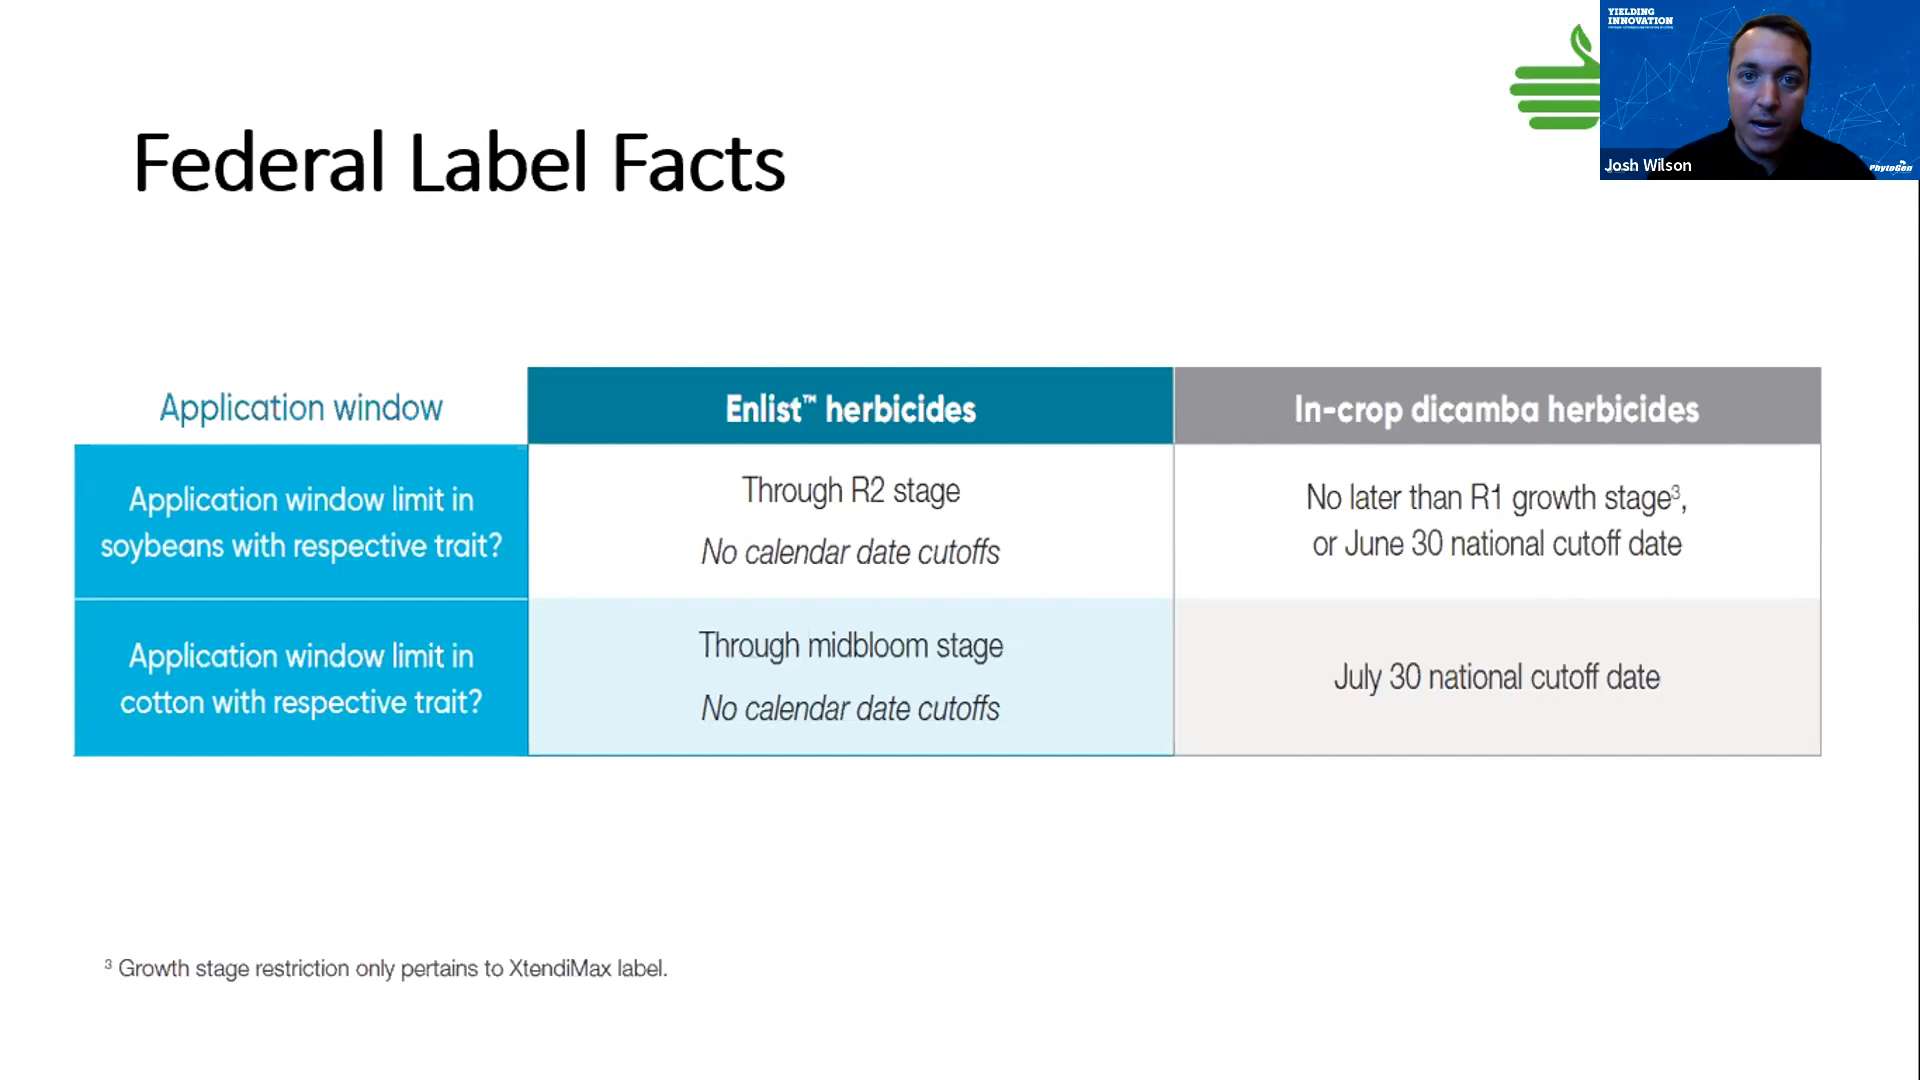 YIELDING
INNOVATION
Josh Wilson
PhytoGen
Federal Label Facts
Application window
Enlist™ herbicides
In-crop dicamba herbicides
Application window limit in
soybeans with respective trait?
Through R2 stage
No calendar date cutoffs
No later than R1 growth stage³,
or June 30 national cutoff date
Application window limit in
cotton with respective trait?
Through midbloom stage
No calendar date cutoffs
July 30 national cutoff date
³ Growth stage restriction only pertains to XtendiMax label.